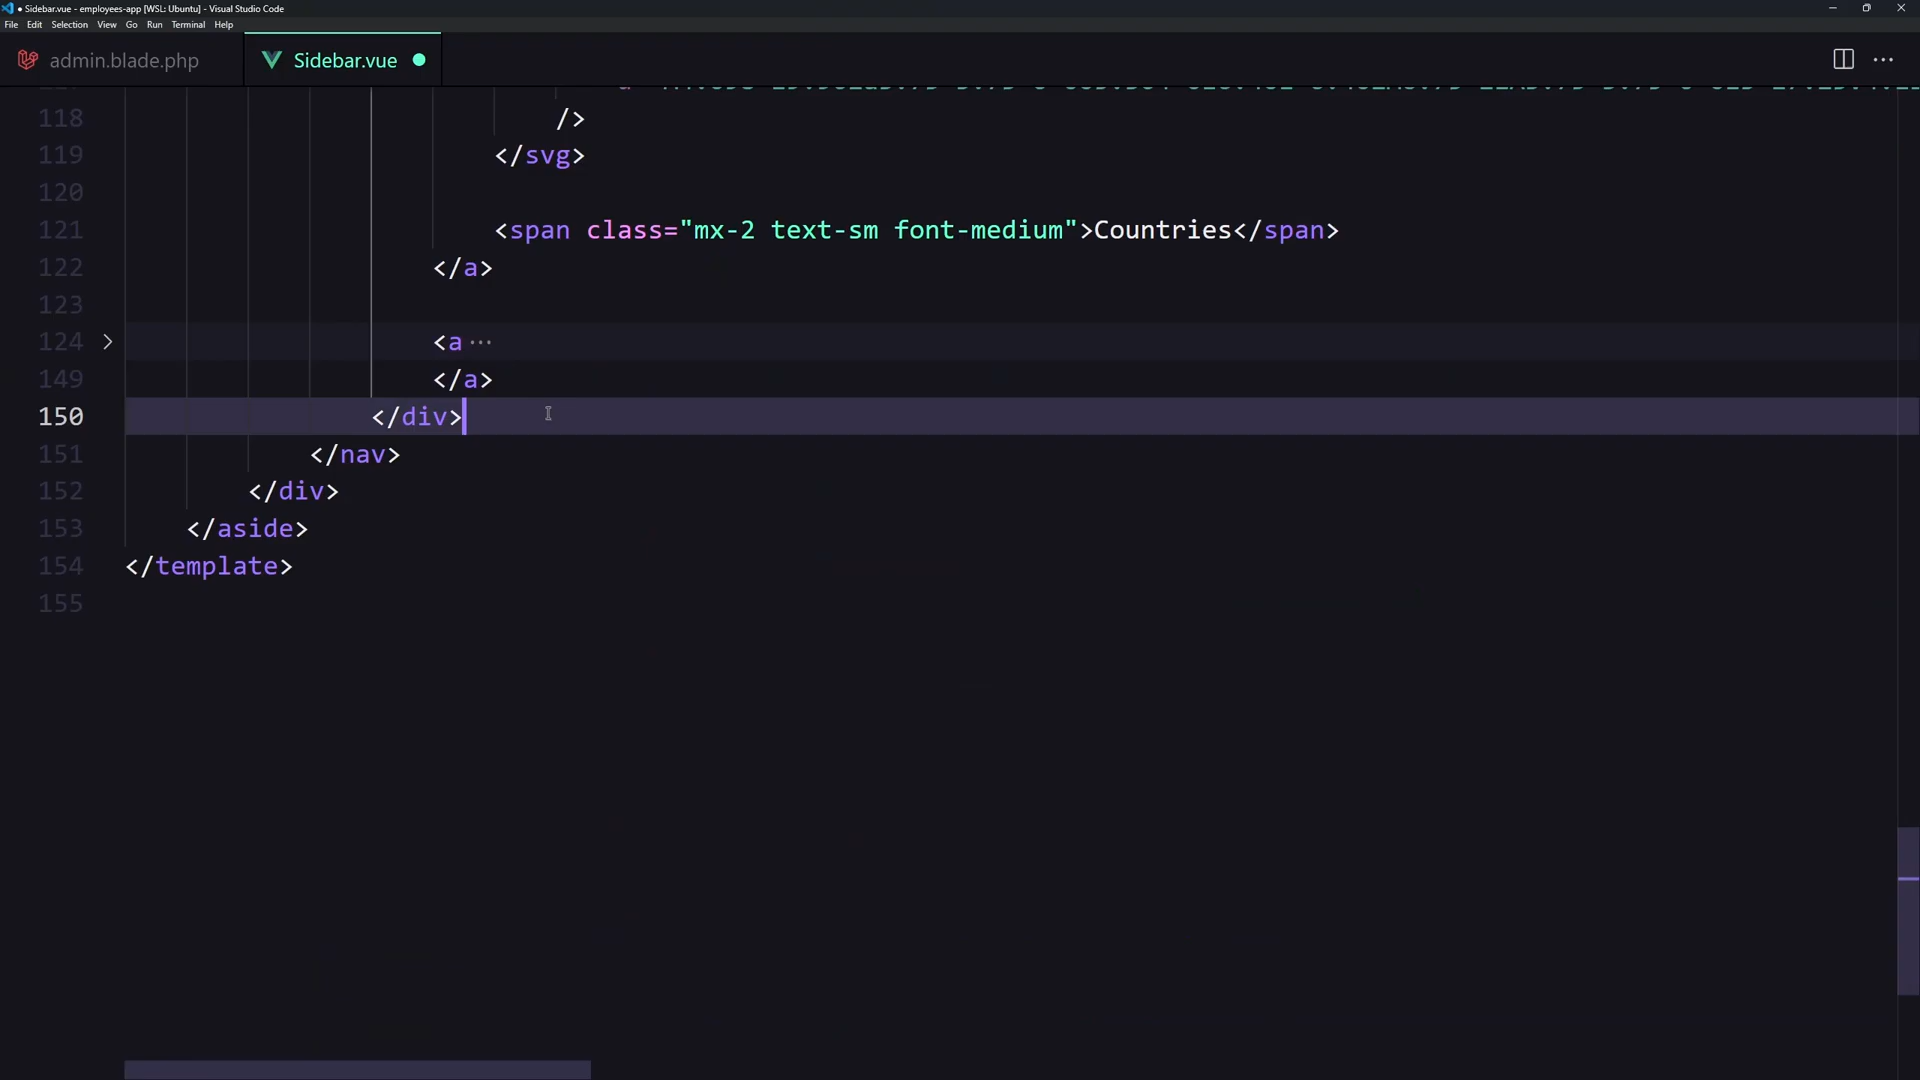 Sidebar.vue - employees-app [WSL: Ubuntu] - Visual Studio Code
File Edit Selection View Go Run Terminal Help
admin.blade.php
Sidebar.vue
118 />
119 </svg>
120
121 <span class="mx-2 text-sm font-medium">Countries</span>
122 </a>
123
124 <a ···
149 </a>
150 </div>
151 </nav>
152 </div>
153 </aside>
154 </template>
155